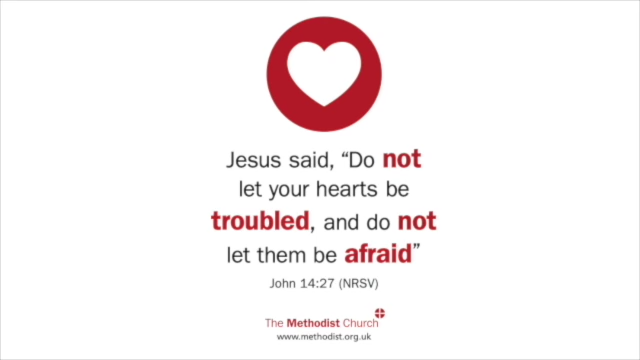 Jesus said, “Do not
let your hearts be
troubled, and do not
let them be afraid”
John 14:27 (NRSV)
The Methodist Church
www.methodist.org.uk